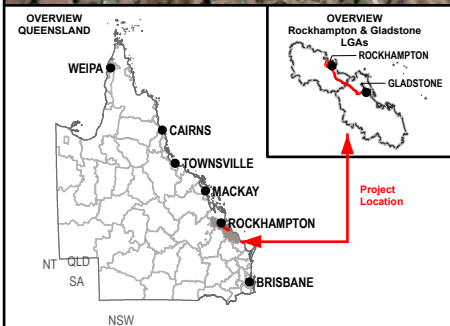 OVERVIEW
QUEENSLAND
WEIPA
CAIRNS
TOWNSVILLE
MACKAY
ROCKHAMPTON
BRISBANE
NT
QLD
SA
NSW
OVERVIEW
Rockhampton & Gladstone
LGAs
ROCKHAMPTON
GLADSTONE
Project
Location